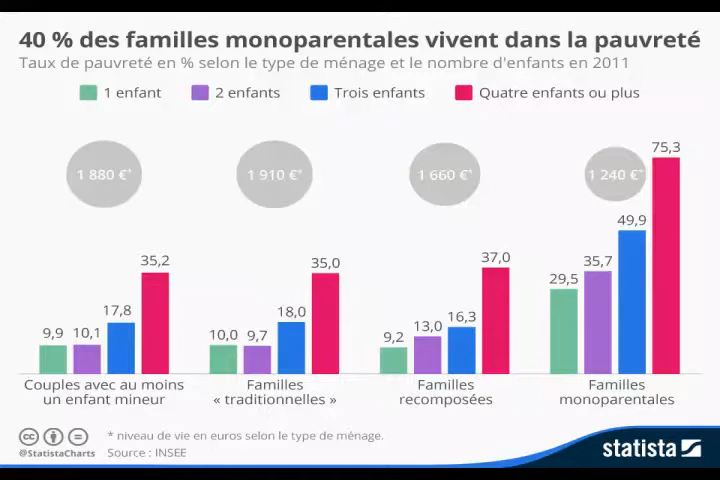 40 % des familles monoparentales vivent dans la pauvreté
Taux de pauvreté en % selon le type de ménage et le nombre d'enfants en 2011
1 enfant 2 enfants Trois enfants Quatre enfants ou plus
1 880 €* 1 910 €* 1 660 €* 1 240 €*
9,9 10,1 17,8 35,2 10,0 9,7 18,0 35,0 9,2 13,0 16,3 37,0 29,5 35,7 49,9 75,3
Couples avec au moins un enfant mineur
Familles « traditionnelles »
Familles recomposées
Familles monoparentales
* niveau de vie en euros selon le type de ménage.
@StatistaCharts Source : INSEE
statista